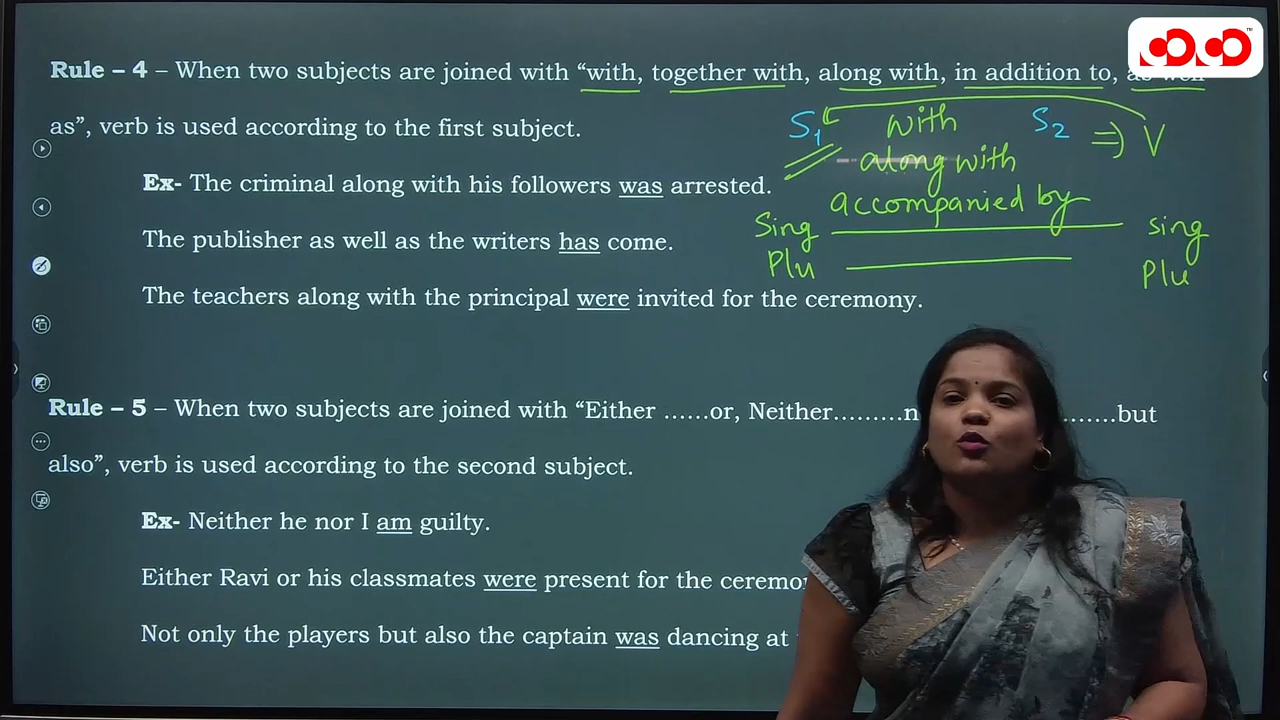 Rule – 4 – When two subjects are joined with “with, together with, along with, in addition to, as well
as”, verb is used according to the first subject.
S1 with S2 ⇒ V
along with
Ex- The criminal along with his followers was arrested.
accompanied by
Sing sing
The publisher as well as the writers has come.
Plu Plu
The teachers along with the principal were invited for the ceremony.
Rule – 5 – When two subjects are joined with “Either ……or, Neither………n ……but
also”, verb is used according to the second subject.
Ex- Neither he nor I am guilty.
Either Ravi or his classmates were present for the ceremo
Not only the players but also the captain was dancing at